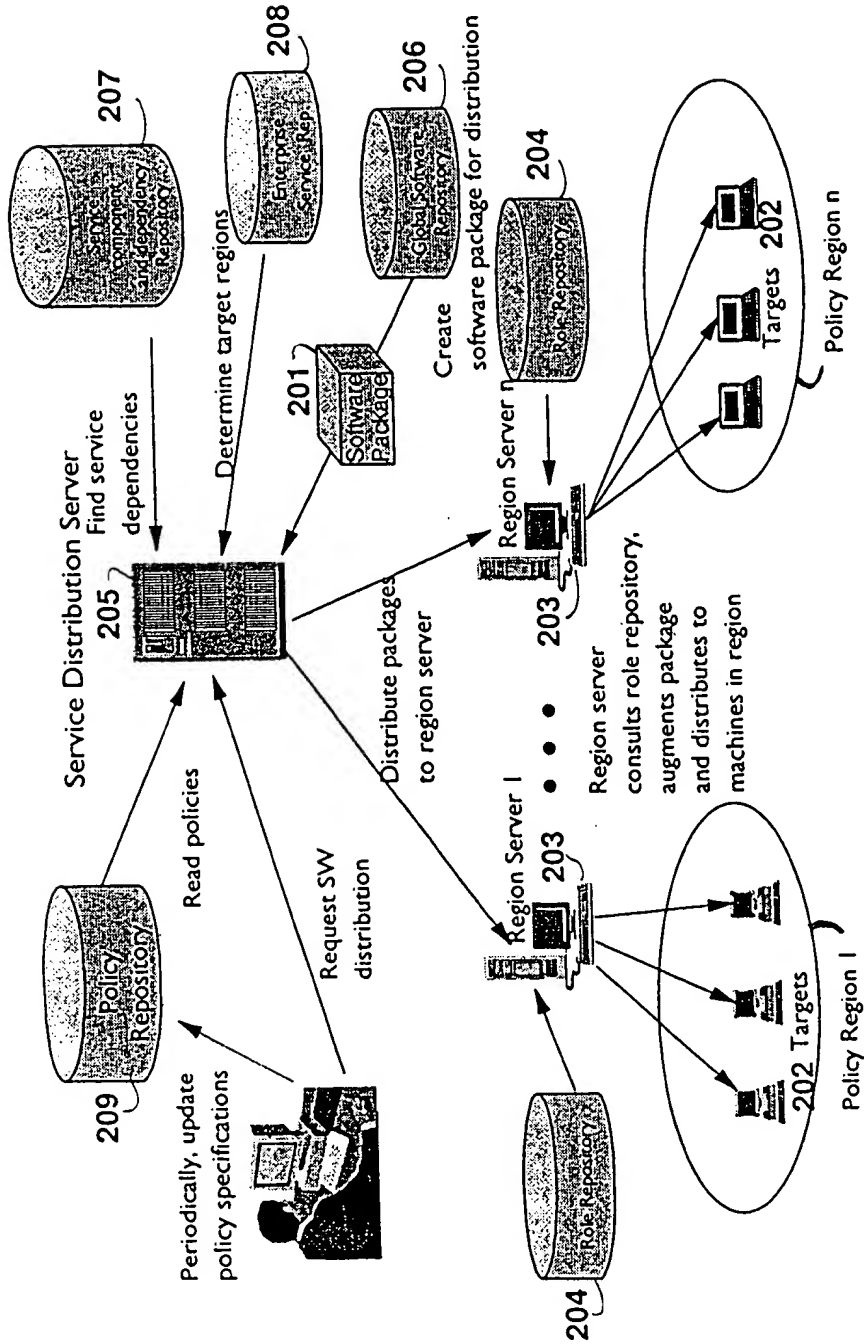 Service Distribution Server
205
Find service
dependencies
207
Service
component
and dependency
Repository
Determine target regions
208
Enterprise
Service Rep.
206
Global Software
Repository
201
Software
Package
Create
software package for distribution
209
Policy
Repository
Read policies
Periodically, update
policy specifications
Request SW
distribution
Distribute packages
to region server
204
Role Repository
Region Server 1
203
Region Server n
203
204
Role Repository
Region server
consults role repository,
augments package
and distributes to
machines in region
202 Targets
Policy Region 1
Targets
202
Policy Region n